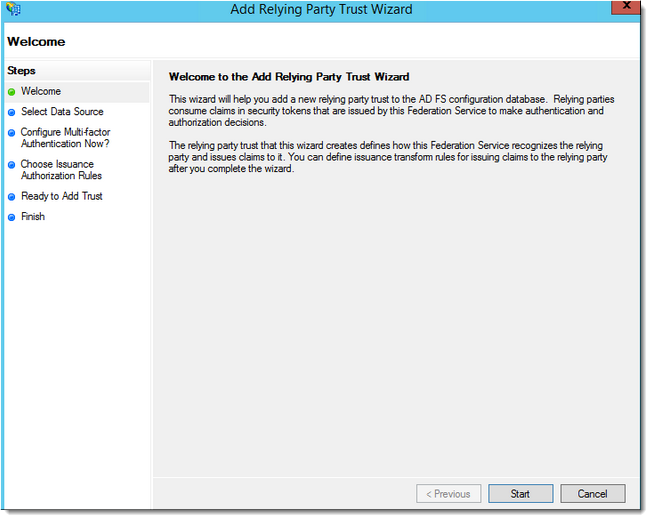 Add Relying Party Trust Wizard
X
Welcome
Steps
Welcome
Select Data Source
Configure Multi-factor
Authentication Now?
Choose Issuance
Authorization Rules
Ready to Add Trust
Finish
Welcome to the Add Relying Party Trust Wizard
This wizard will help you add a new relying party trust to the AD FS configuration database. Relying parties
consume claims in security tokens that are issued by this Federation Service to make authentication and
authorization decisions.
The relying party trust that this wizard creates defines how this Federation Service recognizes the relying
party and issues claims to it. You can define issuance transform rules for issuing claims to the relying party
after you complete the wizard.
< Previous
Start
Cancel